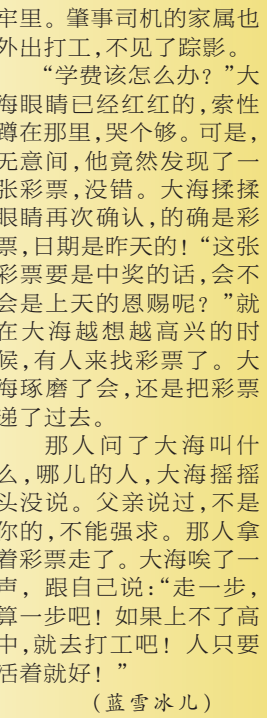 牢里。肇事司机的家属也
外出打工,不见了踪影。
“学费该怎么办？”大
海眼睛已经红红的,索性
蹲在那里,哭个够。可是,
无意间,他竟然发现了一
张彩票,没错。大海揉揉
眼睛再次确认,的确是彩
票,日期是昨天的！“这张
彩票要是中奖的话,会不
会是上天的恩赐呢？”就
在大海越想越高兴的时
候,有人来找彩票了。大
海琢磨了会,还是把彩票
递了过去。
那人问了大海叫什
么,哪儿的人,大海摇摇
头没说。父亲说过,不是
你的,不能强求。那人拿
着彩票走了。大海唉了一
声，跟自己说:“走一步,
算一步吧！如果上不了高
中,就去打工吧！人只要
活着就好！”
(蓝雪冰儿)